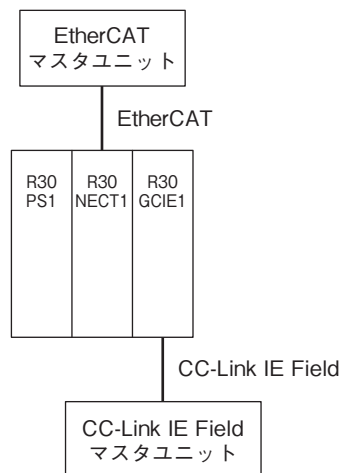 EtherCAT
マスタユニット
EtherCAT
R30
PS1
R30
NECT1
R30
GCIE1
CC-Link IE Field
CC-Link IE Field
マスタユニット